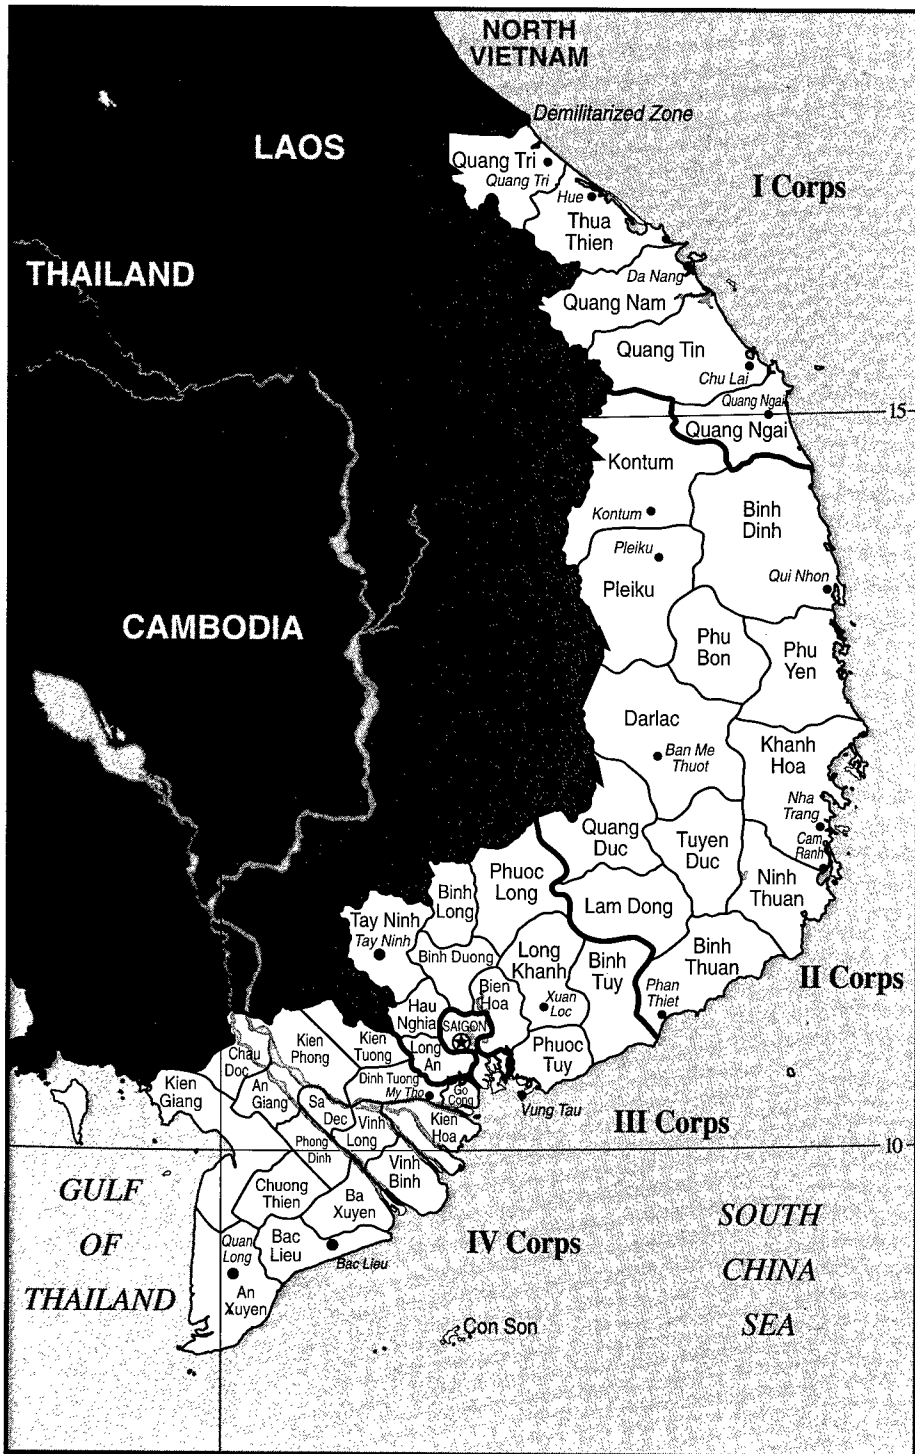 NORTH
VIETNAM
Demilitarized Zone
LAOS
Quang Tri
Quang Tri
I Corps
Hue
Thua
Thien
THAILAND
Da Nang
Quang Nam
Quang Tin
Chu Lai
Quang Ngai
15
Quang Ngai
Kontum
Kontum
Binh
Dinh
Pleiku
Pleiku
Qui Nhon
CAMBODIA
Phu
Bon
Phu
Yen
Darlac
Ban Me
Thuot
Khanh
Hoa
Nha
Trang
Cam
Ranh
Quang
Duc
Tuyen
Duc
Ninh
Thuan
Phuoc
Long
Binh
Long
Lam Dong
Tay Ninh
Tay Ninh
Binh Duong
Long
Khanh
Binh
Tuy
Binh
Thuan
II Corps
Phan
Thiet
Bien
Hoa
Xuan
Loc
Hau
Nghia
SAIGON
Long
An
Phuoc
Tuy
Kien
Phong
Kien
Tuong
Chau
Doc
Kien
Giang
An
Giang
Dinh Tuong
My Tho
Go
Cong
Vung Tau
Sa
Dec
Vinh
Long
Kien
Hoa
III Corps
Phong
Dinh
10
Vinh
Binh
Chuong
Thien
Ba
Xuyen
GULF
OF
THAILAND
Quan
Long
Bac
Lieu
Bac Lieu
IV Corps
An
Xuyen
SOUTH
CHINA
SEA
Con Son